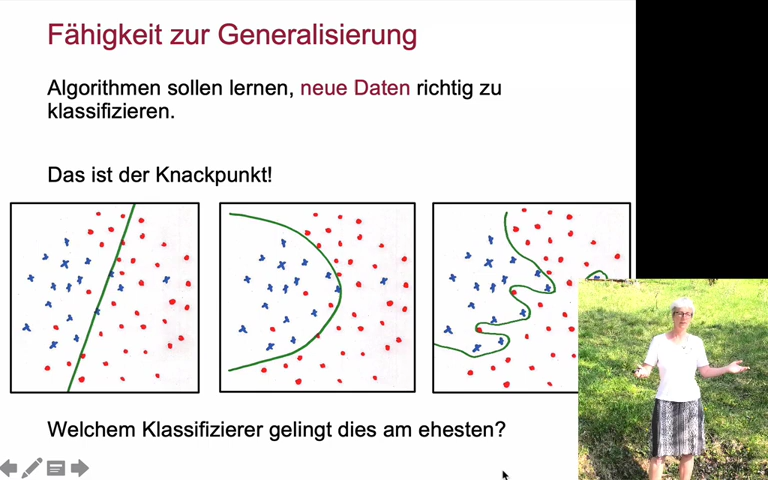 Fähigkeit zur Generalisierung
Algorithmen sollen lernen, neue Daten richtig zu
klassifizieren.
Das ist der Knackpunkt!
Welchem Klassifizierer gelingt dies am ehesten?